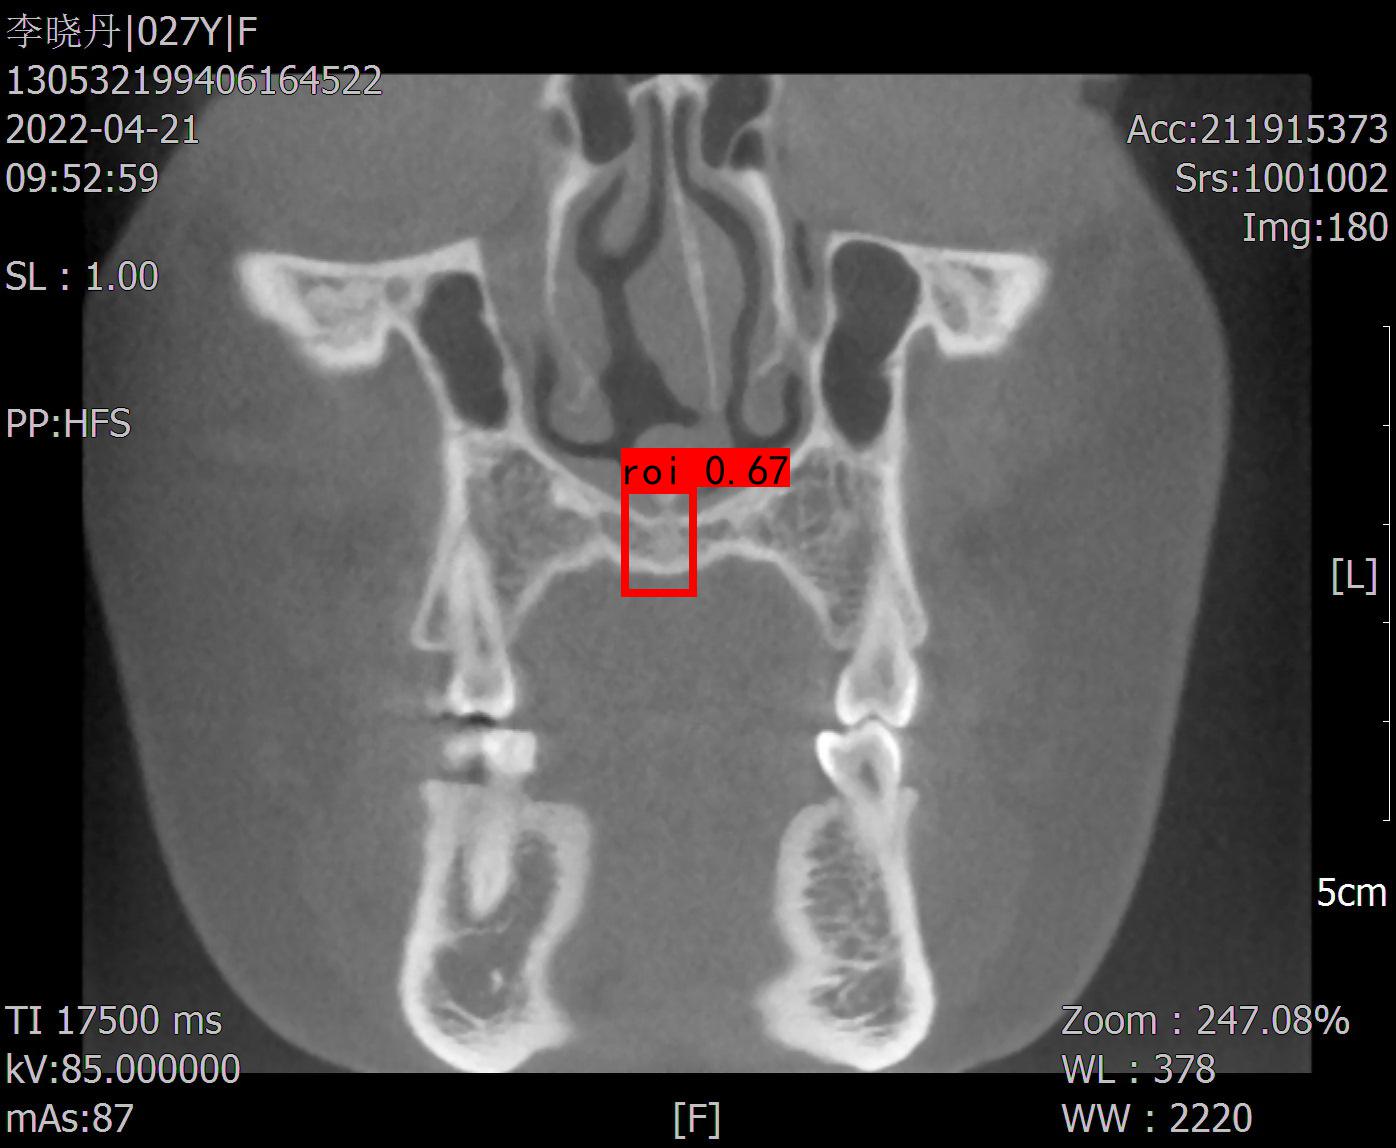 李晓丹|027Y|F
130532199406164522
2022-04-21
09:52:59
Acc:211915373
Srs:1001002
Img:180
SL : 1.00
PP:HFS
roi 0.67
[L]
5cm
TI 17500 ms
kV:85.000000
mAs:87
Zoom : 247.08%
WL : 378
WW : 2220
[F]